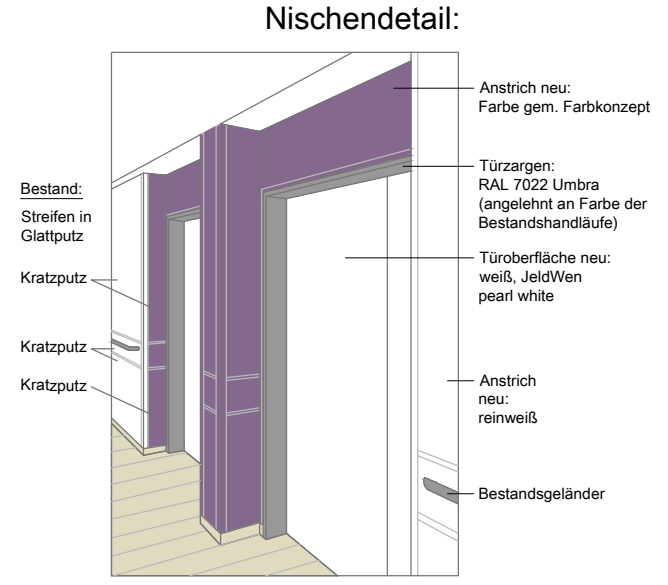 Nischendetail:
Bestand:
Streifen in
Glattputz
Kratzputz
Kratzputz
Kratzputz
Anstrich neu:
Farbe gem. Farbkonzept
Türzargen:
RAL 7022 Umbra
(angelehnt an Farbe der
Bestandshandläufe)
Türoberfläche neu:
weiß, JeldWen
pearl white
Anstrich
neu:
reinweiß
Bestandsgeländer